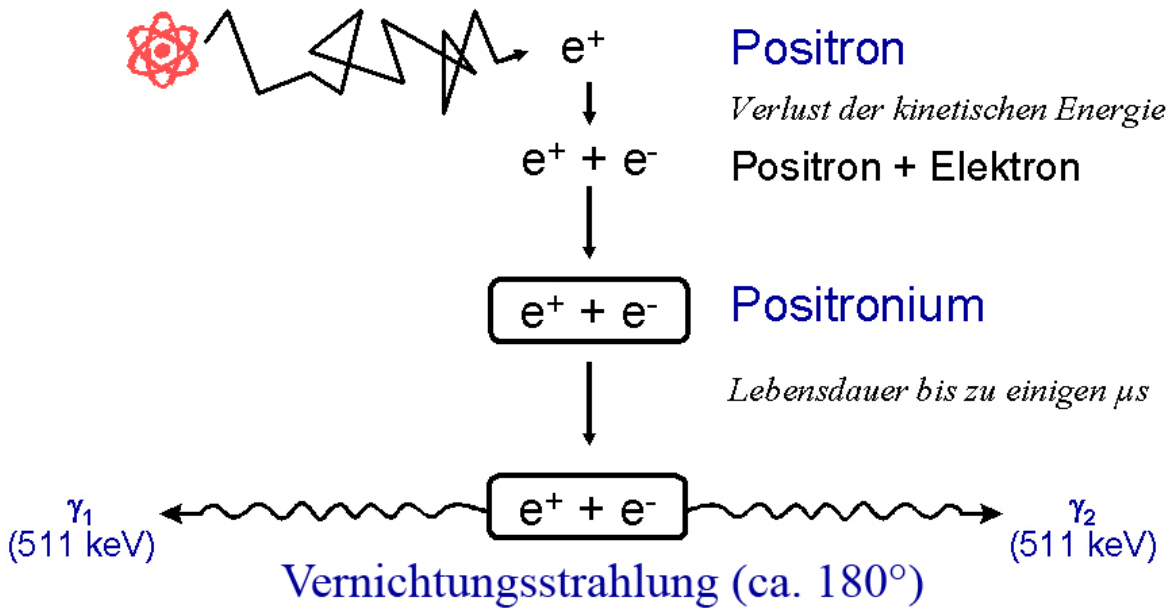 e⁺ Positron
Verlust der kinetischen Energie
e⁺ + e⁻ Positron + Elektron
e⁺ + e⁻ Positronium
Lebensdauer bis zu einigen µs
γ₁ e⁺ + e⁻ γ₂
(511 keV) (511 keV)
Vernichtungsstrahlung (ca. 180°)